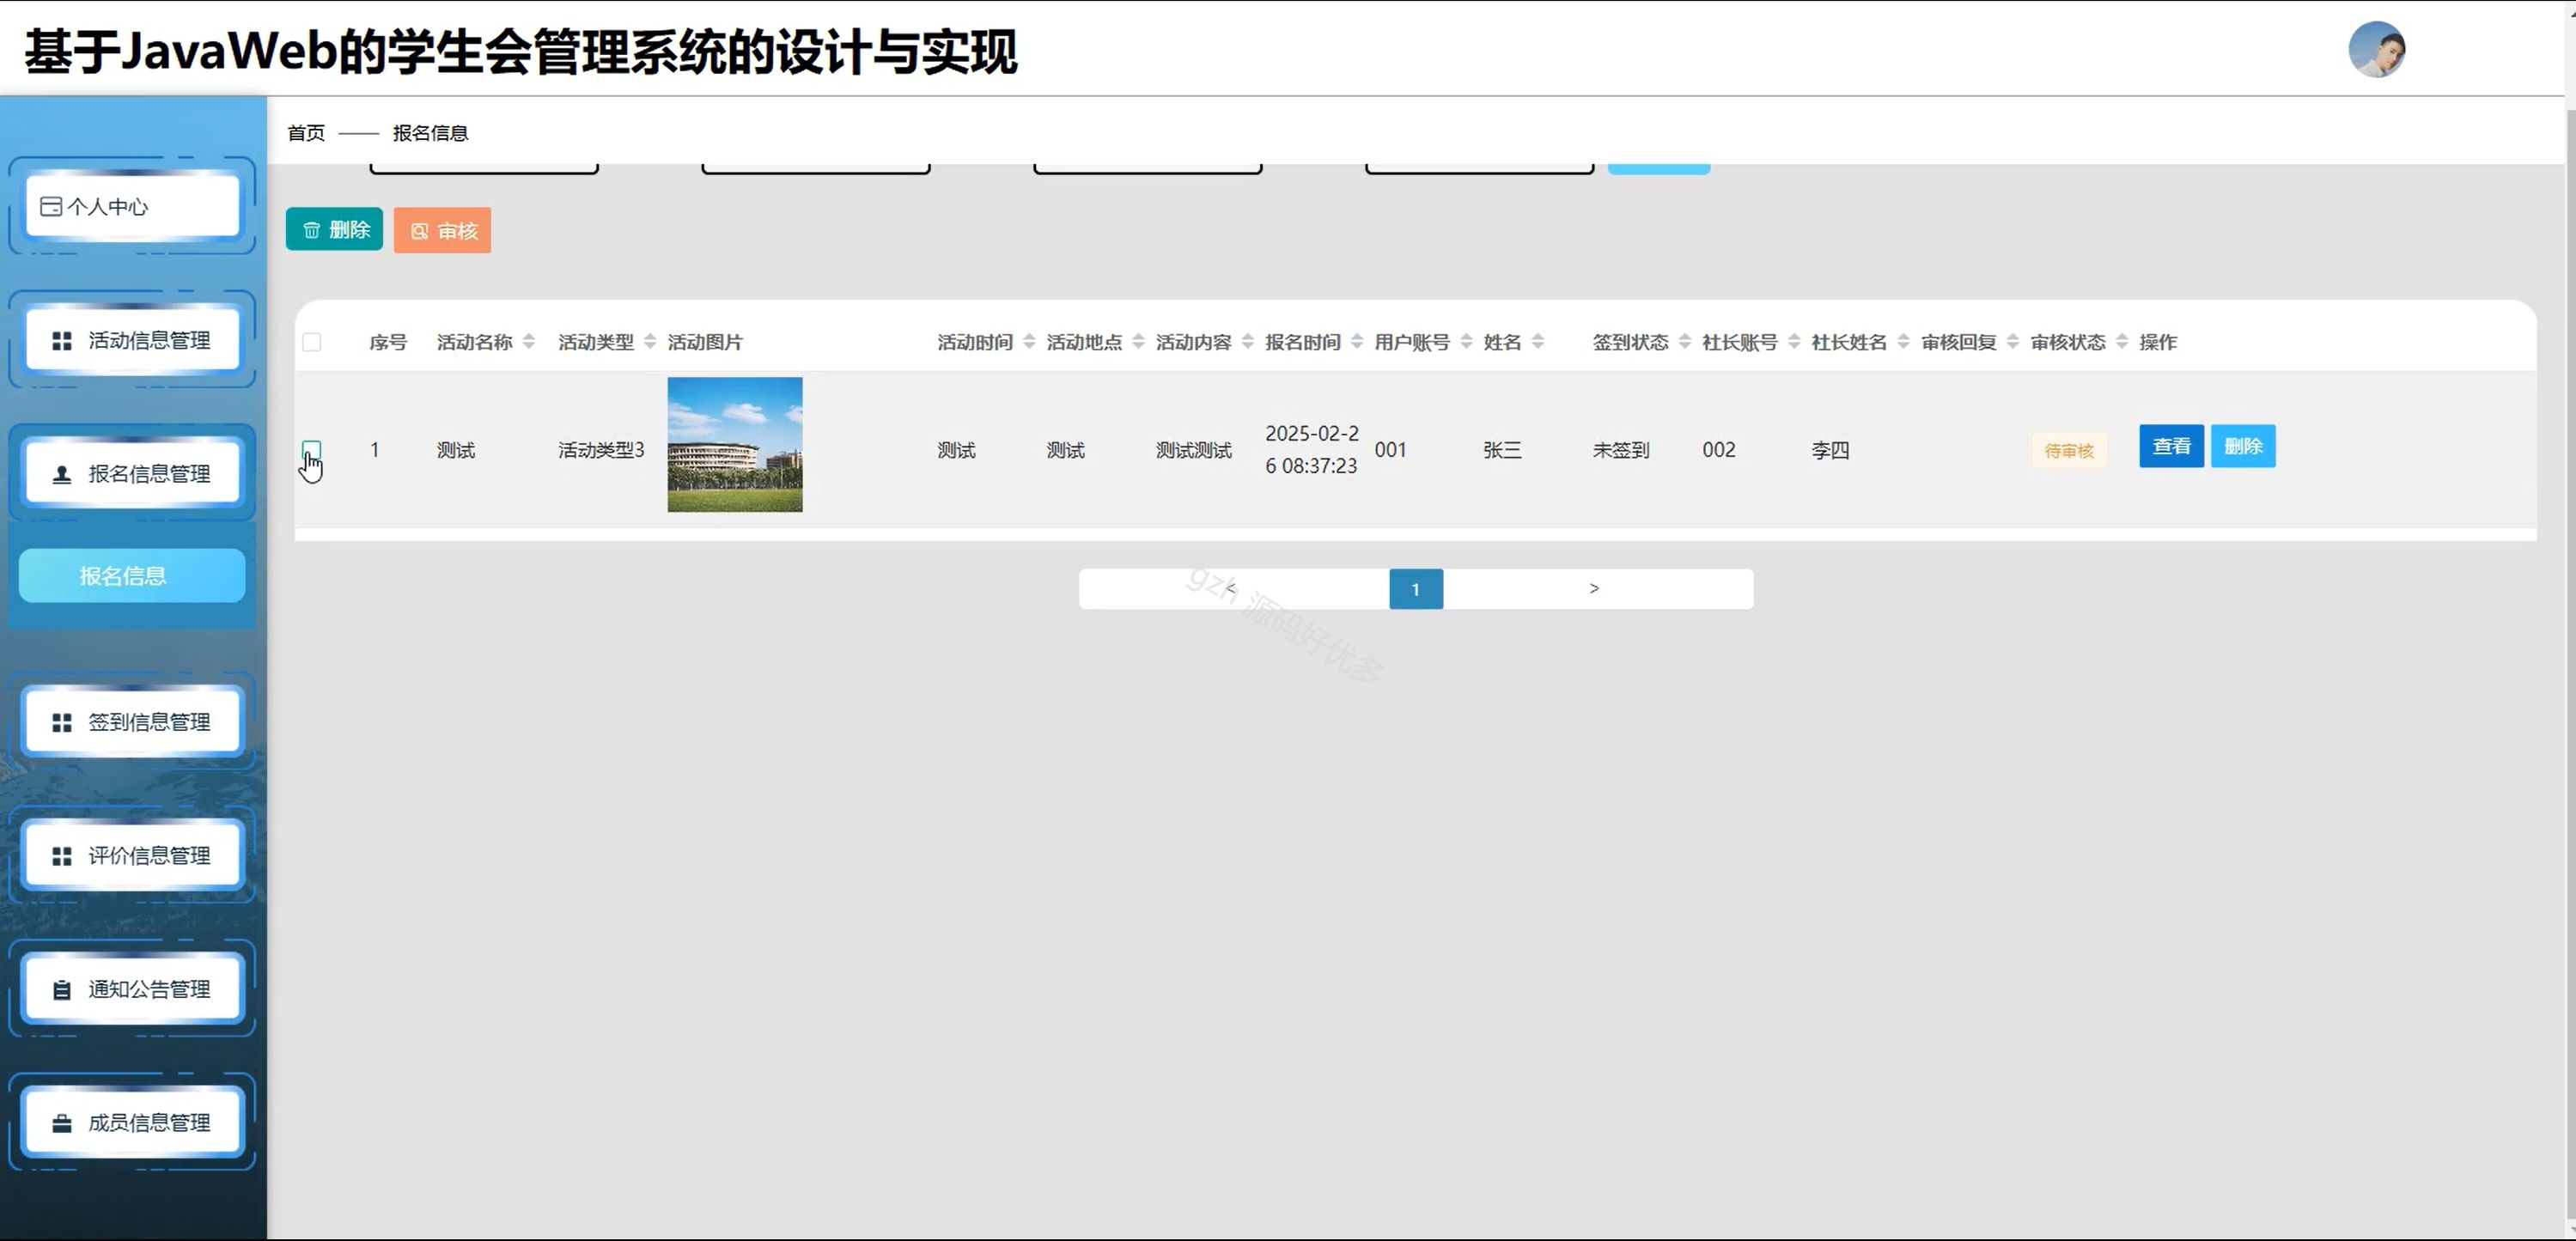 基于JavaWeb的学生会管理系统的设计与实现
首页 报名信息
个人中心
活动信息管理
报名信息管理
报名信息
签到信息管理
评价信息管理
通知公告管理
成员信息管理
删除 审核
序号 活动名称 活动类型 活动图片 活动时间 活动地点 活动内容 报名时间 用户账号 姓名 签到状态 社长账号 社长姓名 审核回复 审核状态 操作
1 测试 活动类型3 测试 测试 测试测试 2025-02-2 001 张三 未签到 002 李四 待审核 查看 删除
6 08:37:23
< 1 >
gzh 源码好优多